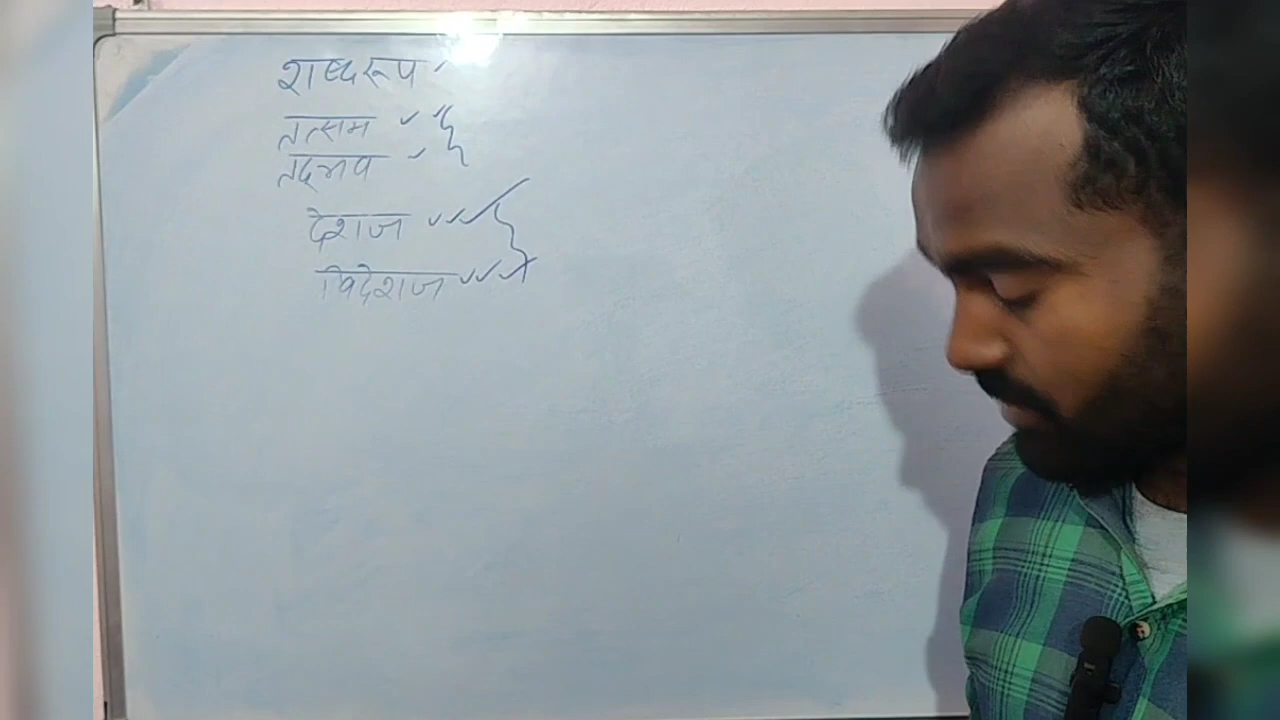 शब्दरूप
तत्सम
तद्भव
देशज
विदेशज